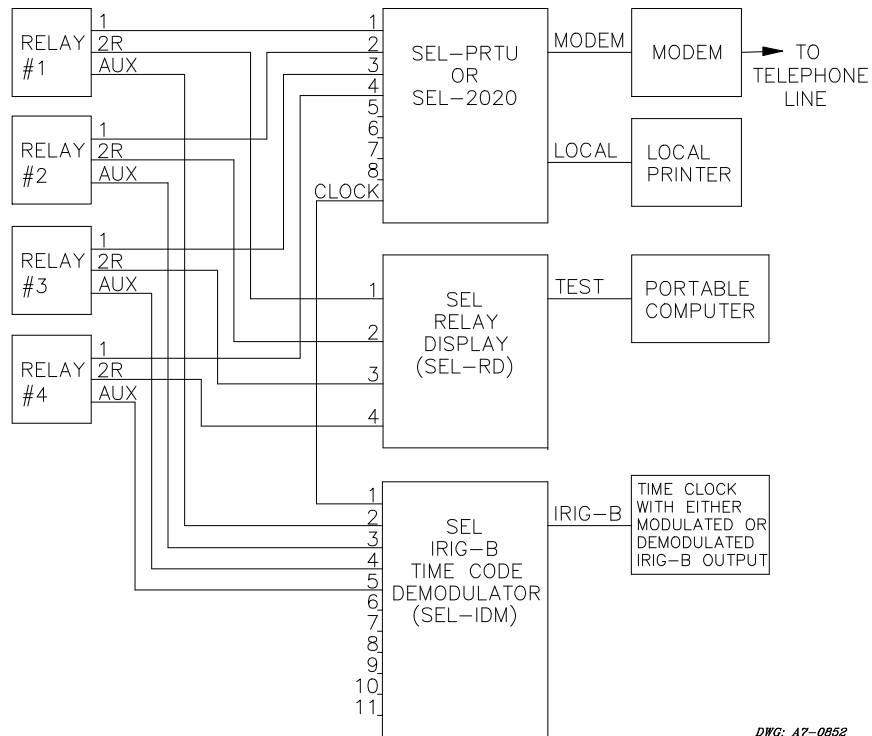 RELAY
#1
1
2R
AUX
RELAY
#2
1
2R
AUX
RELAY
#3
1
2R
AUX
RELAY
#4
1
2R
AUX
1
2
3
4
5
6
7
8
CLOCK
SEL-PRTU
OR
SEL-2020
MODEM
MODEM
TO
TELEPHONE
LINE
LOCAL
LOCAL
PRINTER
1
2
3
4
SEL
RELAY
DISPLAY
(SEL-RD)
TEST
PORTABLE
COMPUTER
1
2
3
4
5
6
7
8
9
10
11
SEL
IRIG-B
TIME CODE
DEMODULATOR
(SEL-IDM)
IRIG-B
TIME CLOCK
WITH EITHER
MODULATED OR
DEMODULATED
IRIG-B OUTPUT
DWG: A7-0852